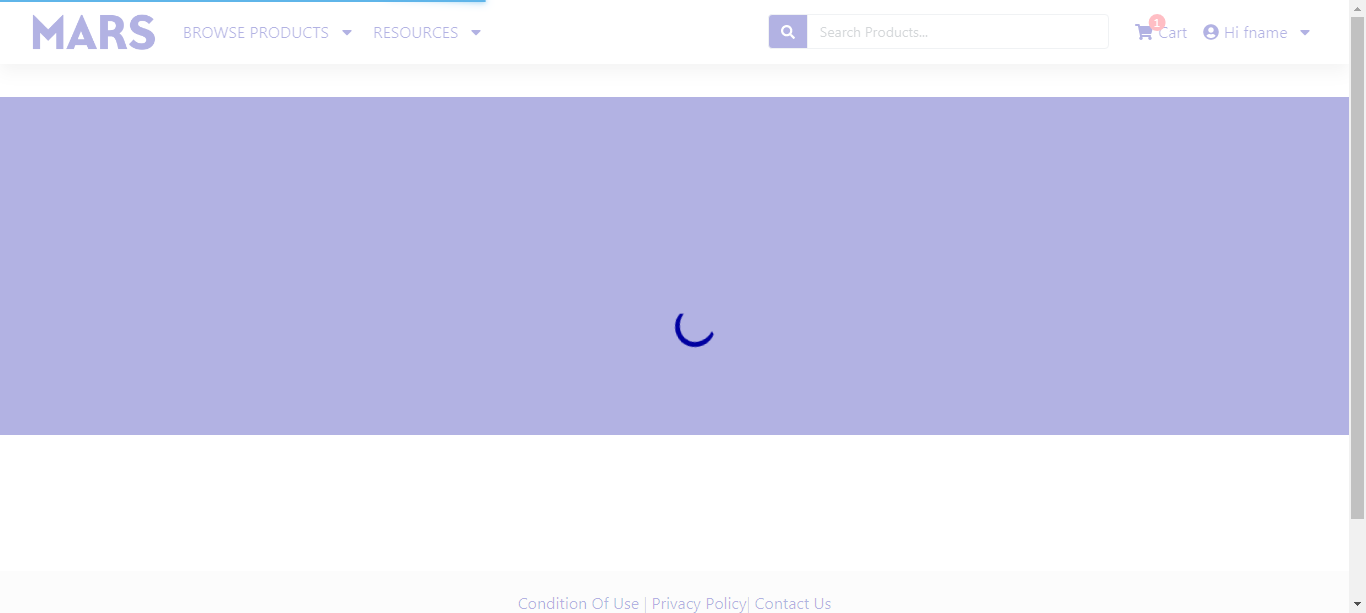 MARS BROWSE PRODUCTS RESOURCES Search Products... 1 Cart Hi fname
Condition Of Use | Privacy Policy| Contact Us